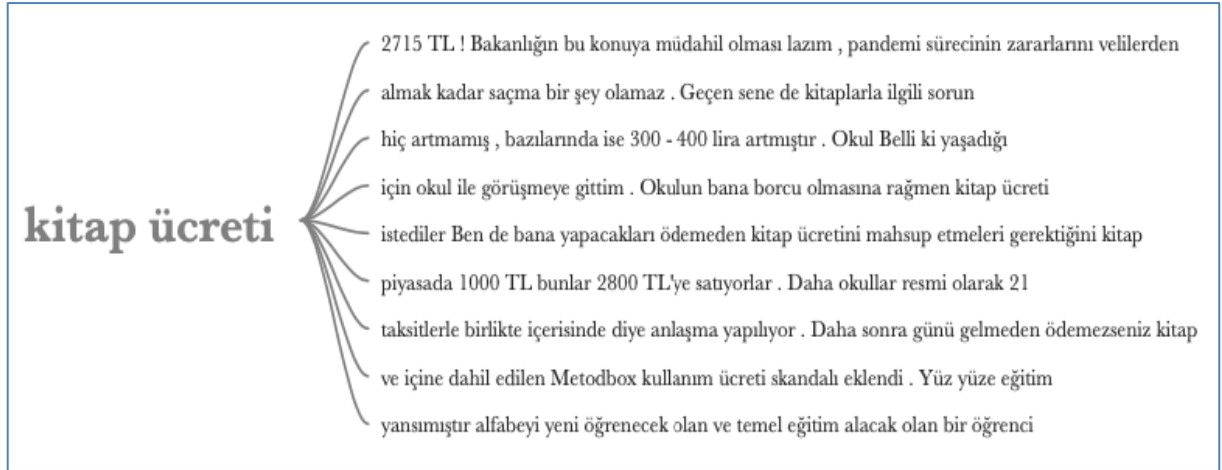 kitap ücreti
2715 TL ! Bakanlığın bu konuya müdahil olması lazım , pandemi sürecinin zararlarını velilerden
almak kadar saçma bir şey olamaz . Geçen sene de kitaplarla ilgili sorun
hiç artmamış , bazılarında ise 300 - 400 lira artmıştır . Okul Belli ki yaşadığı
için okul ile görüşmeye gittim . Okulun bana borcu olmasına rağmen kitap ücreti
istediler Ben de bana yapacakları ödemeden kitap ücretini mahsup etmeleri gerektiğini kitap
piyasada 1000 TL bunlar 2800 TL'ye satıyorlar . Daha okullar resmi olarak 21
taksitlerle birlikte içerisinde diye anlaşma yapılıyor . Daha sonra günü gelmeden ödemezseniz kitap
ve içine dahil edilen Metodbox kullanım ücreti skandalı eklendi . Yüz yüze eğitim
yansımıştır alfabeyi yeni öğrenecek olan ve temel eğitim alacak olan bir öğrenci